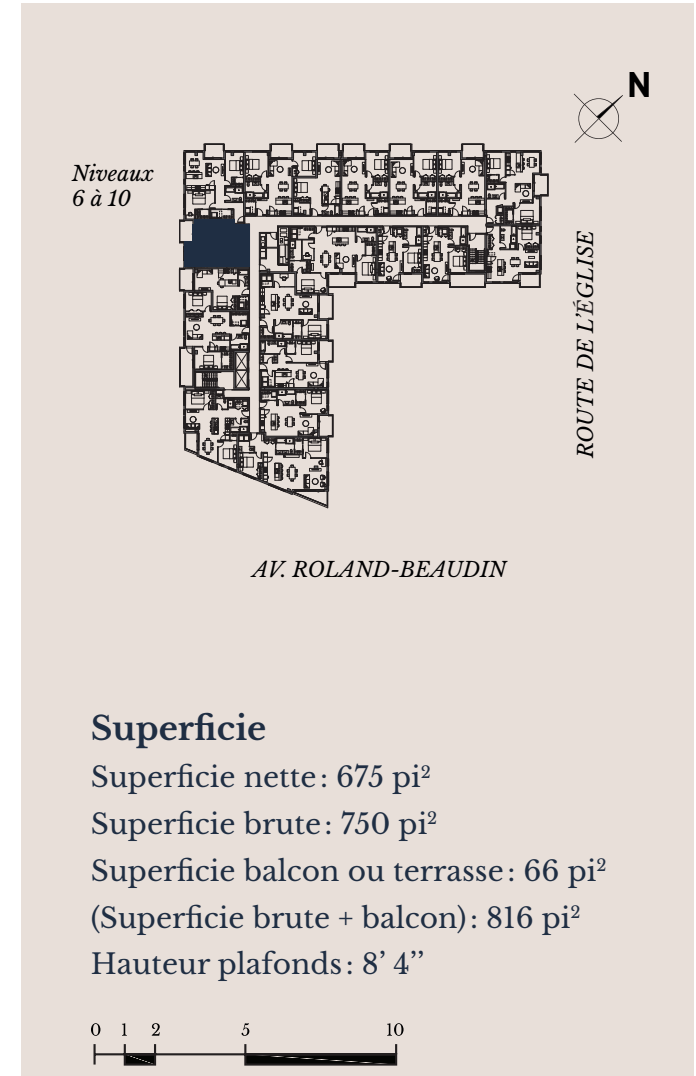 N
Niveaux
6 à 10
ROUTE DE L'ÉGLISE
AV. ROLAND-BEAUDIN
Superficie
Superficie nette : 675 pi²
Superficie brute : 750 pi²
Superficie balcon ou terrasse : 66 pi²
(Superficie brute + balcon) : 816 pi²
Hauteur plafonds : 8’ 4’’
0 1 2 5 10